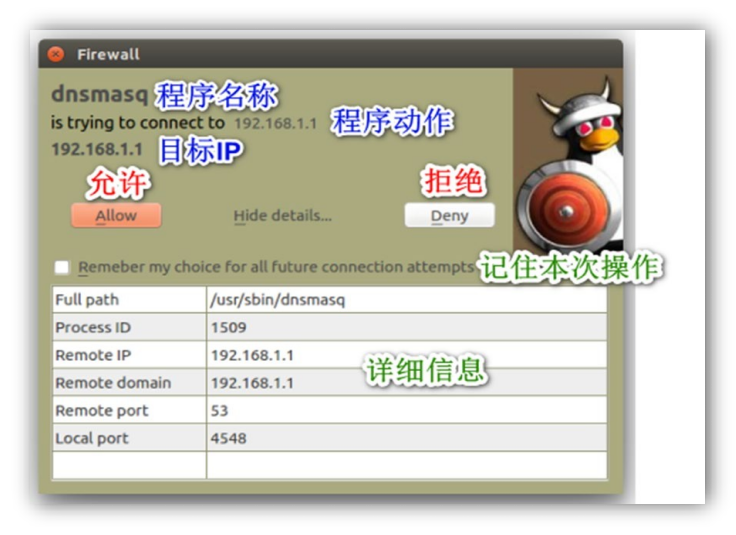 Firewall
dnsmasq 程序名称
is trying to connect to 192.168.1.1 程序动作
192.168.1.1 目标IP
允许 拒绝
Allow Hide details... Deny
Remeber my choice for all future connection attempts 记住本次操作
Full path /usr/sbin/dnsmasq
Process ID 1509
Remote IP 192.168.1.1
详细信息
Remote domain 192.168.1.1
Remote port 53
Local port 4548